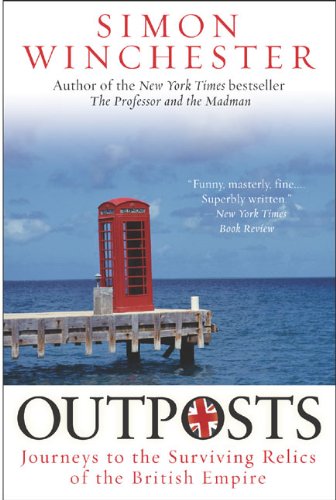 SIMON
WINCHESTER
Author of the New York Times bestseller
The Professor and the Madman
"Funny, masterly, fine....
Superbly written."
— New York Times
Book Review
OUTPOSTS
Journeys to the Surviving Relics
of the British Empire